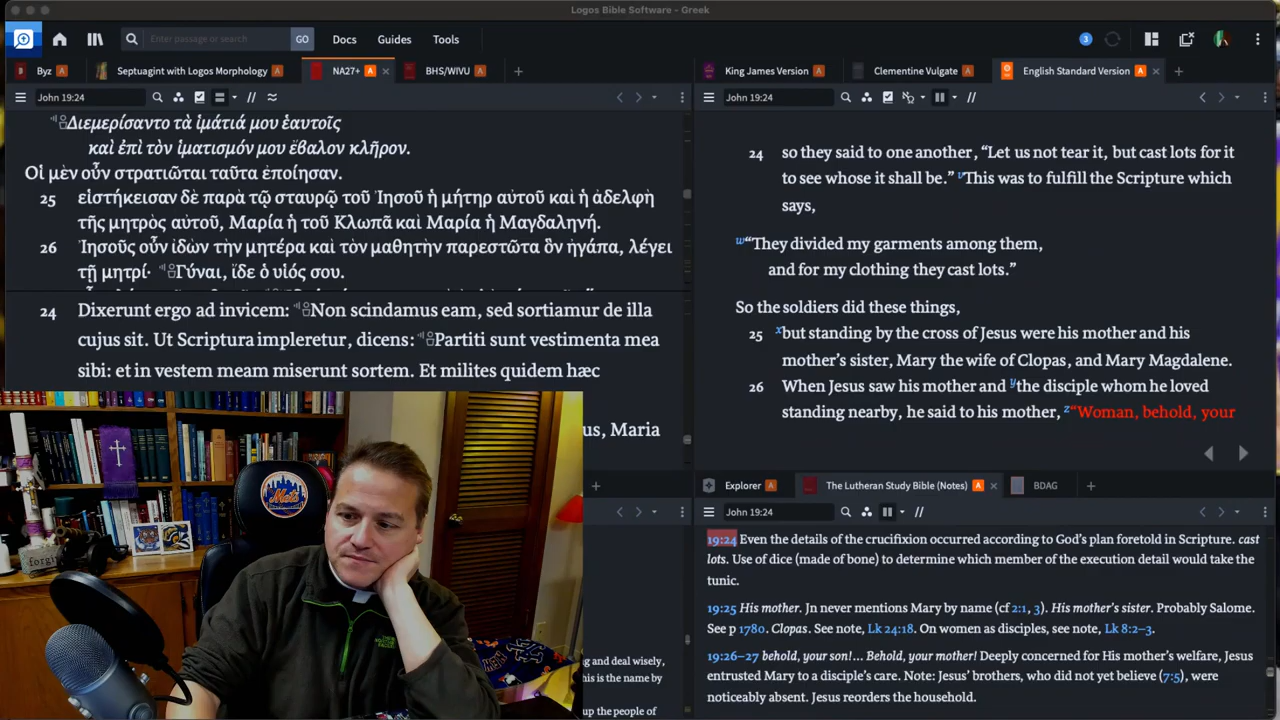 Logos Bible Software - Greek
Enter passage or search
GO
Docs
Guides
Tools
3
Byz A
Septuagint with Logos Morphology A
NA27+ A
BHS/WIVU A
John 19:24
Διεμερίσαντο τὰ ἱμάτιά μου ἑαυτοῖς
καὶ ἐπὶ τὸν ἱματισμόν μου ἔβαλον κλῆρον.
Οἱ μὲν οὖν στρατιῶται ταῦτα ἐποίησαν.
25 εἱστήκεισαν δὲ παρὰ τῷ σταυρῷ τοῦ Ἰησοῦ ἡ μήτηρ αὐτοῦ καὶ ἡ ἀδελφὴ
τῆς μητρὸς αὐτοῦ, Μαρία ἡ τοῦ Κλωπᾶ καὶ Μαρία ἡ Μαγδαληνή.
26 Ἰησοῦς οὖν ἰδὼν τὴν μητέρα καὶ τὸν μαθητὴν παρεστῶτα ὃν ἠγάπα, λέγει
τῇ μητρί· Γύναι, ἴδε ὁ υἱός σου.
24 Dixerunt ergo ad invicem: Non scindamus eam, sed sortiamur de illa
cujus sit. Ut Scriptura impleretur, dicens: Partiti sunt vestimenta mea
sibi: et in vestem meam miserunt sortem. Et milites quidem hæc
us, Maria
King James Version A
Clementine Vulgate A
English Standard Version A
John 19:24
24 so they said to one another, “Let us not tear it, but cast lots for it
to see whose it shall be.” vThis was to fulfill the Scripture which
says,
w“They divided my garments among them,
and for my clothing they cast lots.”
So the soldiers did these things,
25 xbut standing by the cross of Jesus were his mother and his
mother’s sister, Mary the wife of Clopas, and Mary Magdalene.
26 When Jesus saw his mother and ythe disciple whom he loved
standing nearby, he said to his mother, z“Woman, behold, your
Explorer A
The Lutheran Study Bible (Notes) A
BDAG
John 19:24
19:24 Even the details of the crucifixion occurred according to God’s plan foretold in Scripture. cast
lots. Use of dice (made of bone) to determine which member of the execution detail would take the
tunic.
19:25 His mother. Jn never mentions Mary by name (cf 2:1, 3). His mother’s sister. Probably Salome.
See p 1780. Clopas. See note, Lk 24:18. On women as disciples, see note, Lk 8:2–3.
19:26–27 behold, your son!… Behold, your mother! Deeply concerned for His mother’s welfare, Jesus
entrusted Mary to a disciple’s care. Note: Jesus’ brothers, who did not yet believe (7:5), were
noticeably absent. Jesus reorders the household.
g and deal wisely,
his is the name by
up the people of
Mets
forgi